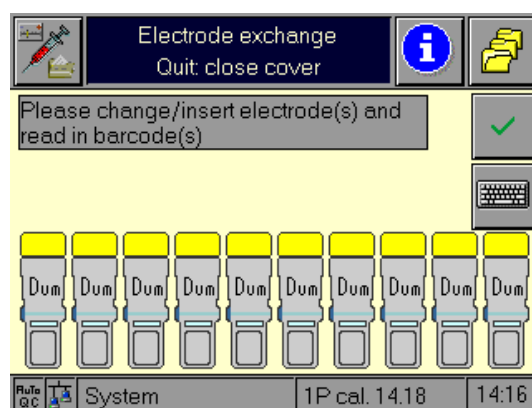 Electrode exchange
Quit: close cover
i
Please change/insert electrode(s) and
read in barcode(s)
Dum Dum Dum Dum Dum Dum Dum Dum Dum Dum
AuTo
QC
System
1P cal. 14.18
14:16